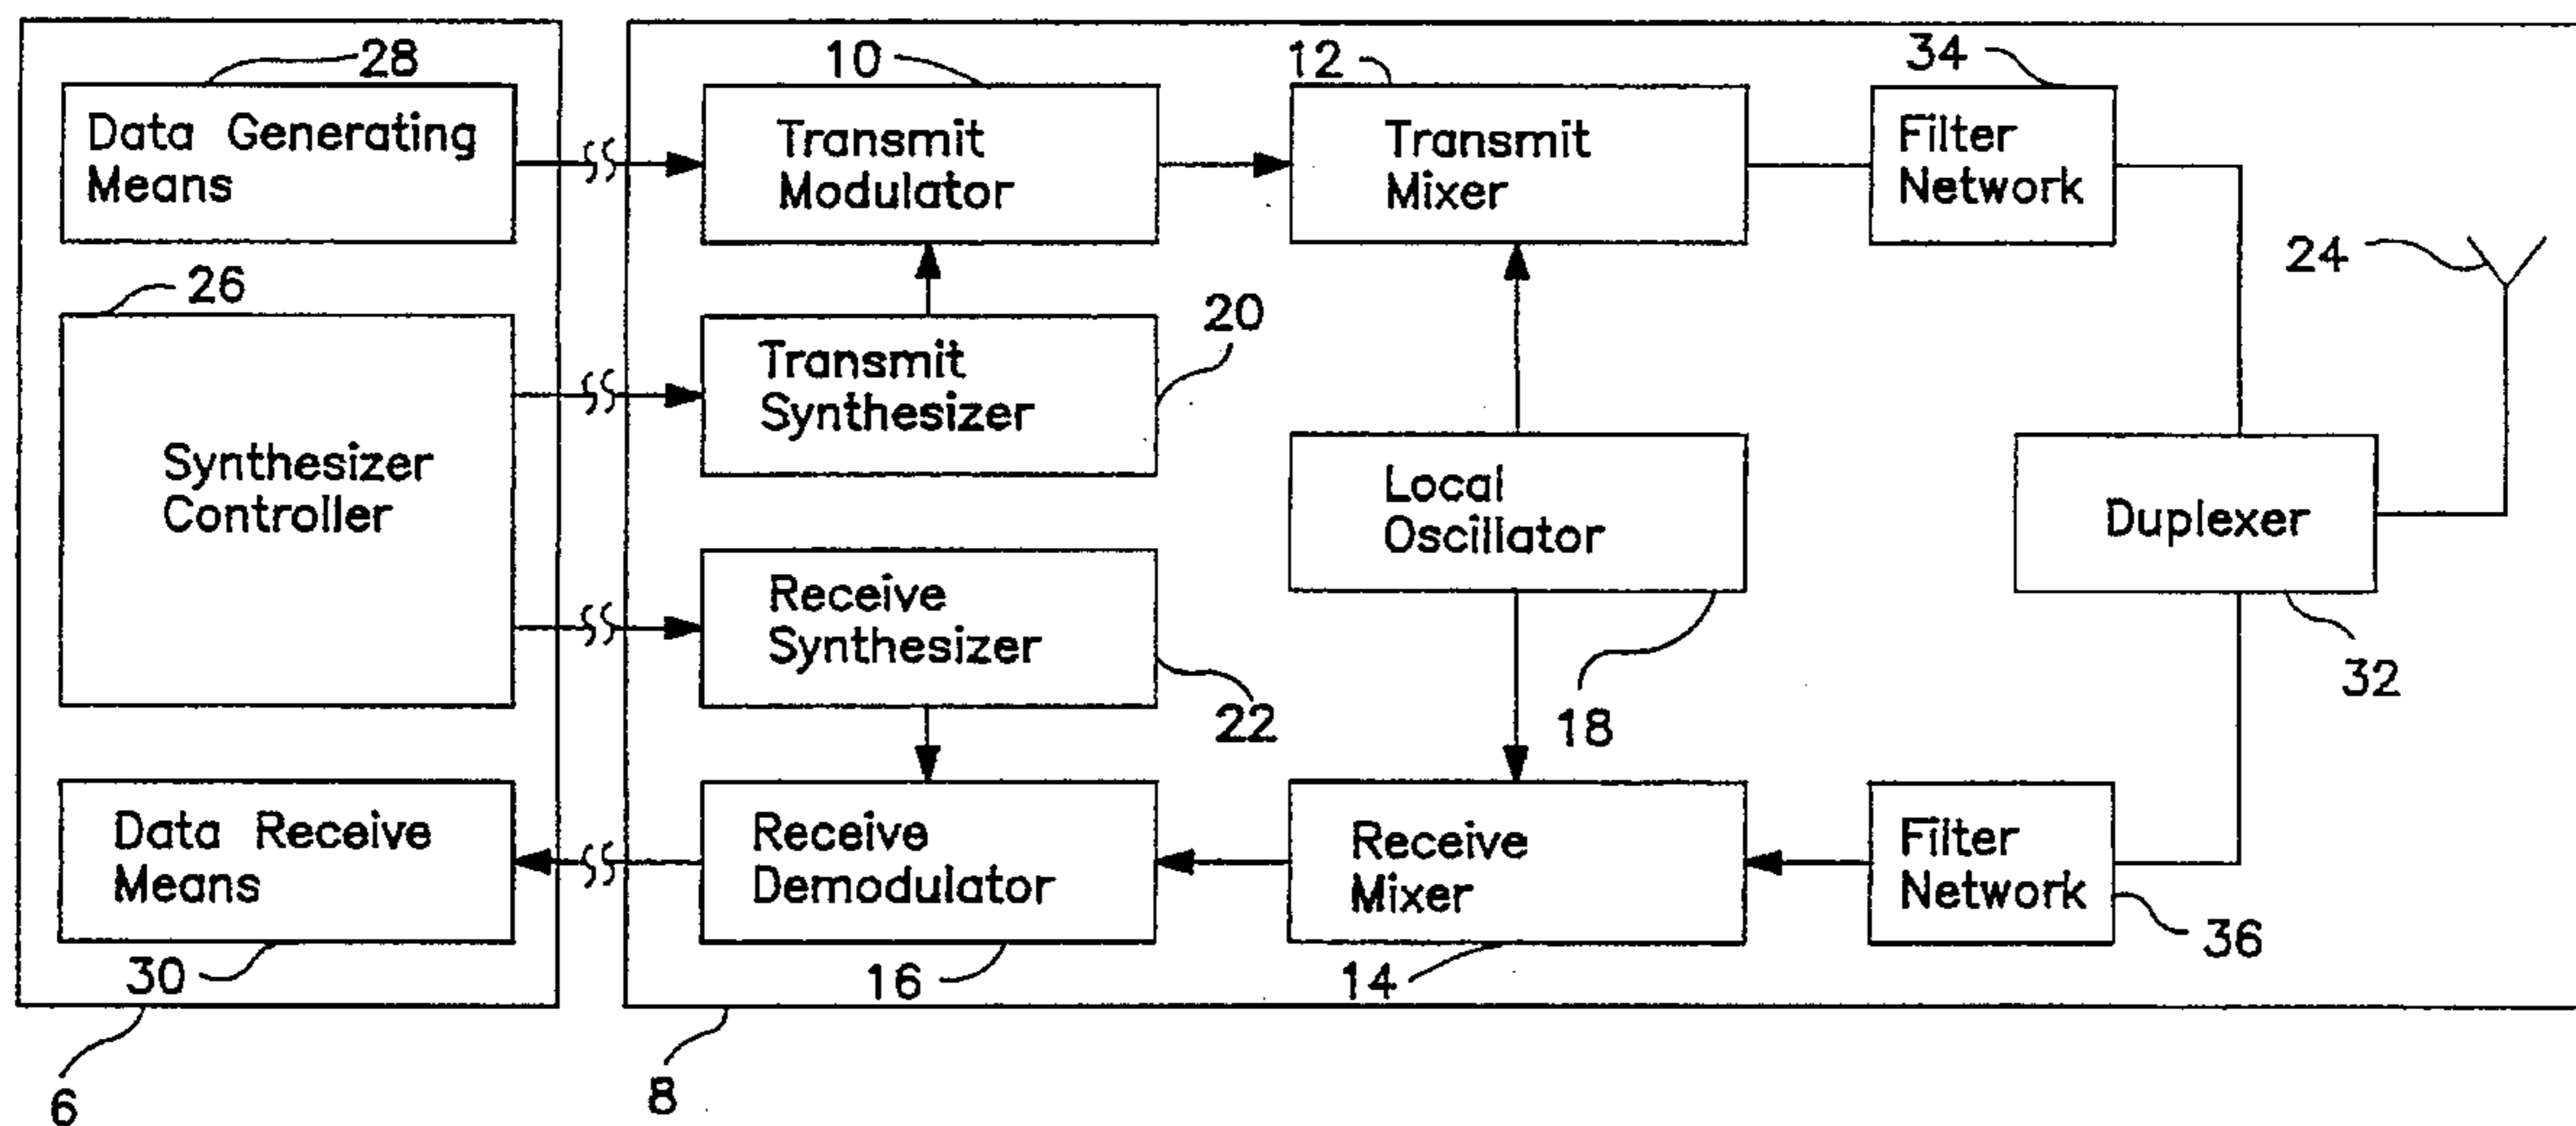 28
10
12
34
Data Generating
Means
Transmit
Modulator
Transmit
Mixer
Filter
Network
24
26
20
Synthesizer
Controller
Transmit
Synthesizer
Local
Oscillator
Duplexer
Receive
Synthesizer
22
18
32
Data Receive
Means
Receive
Demodulator
Receive
Mixer
Filter
Network
36
30
16
14
6
8